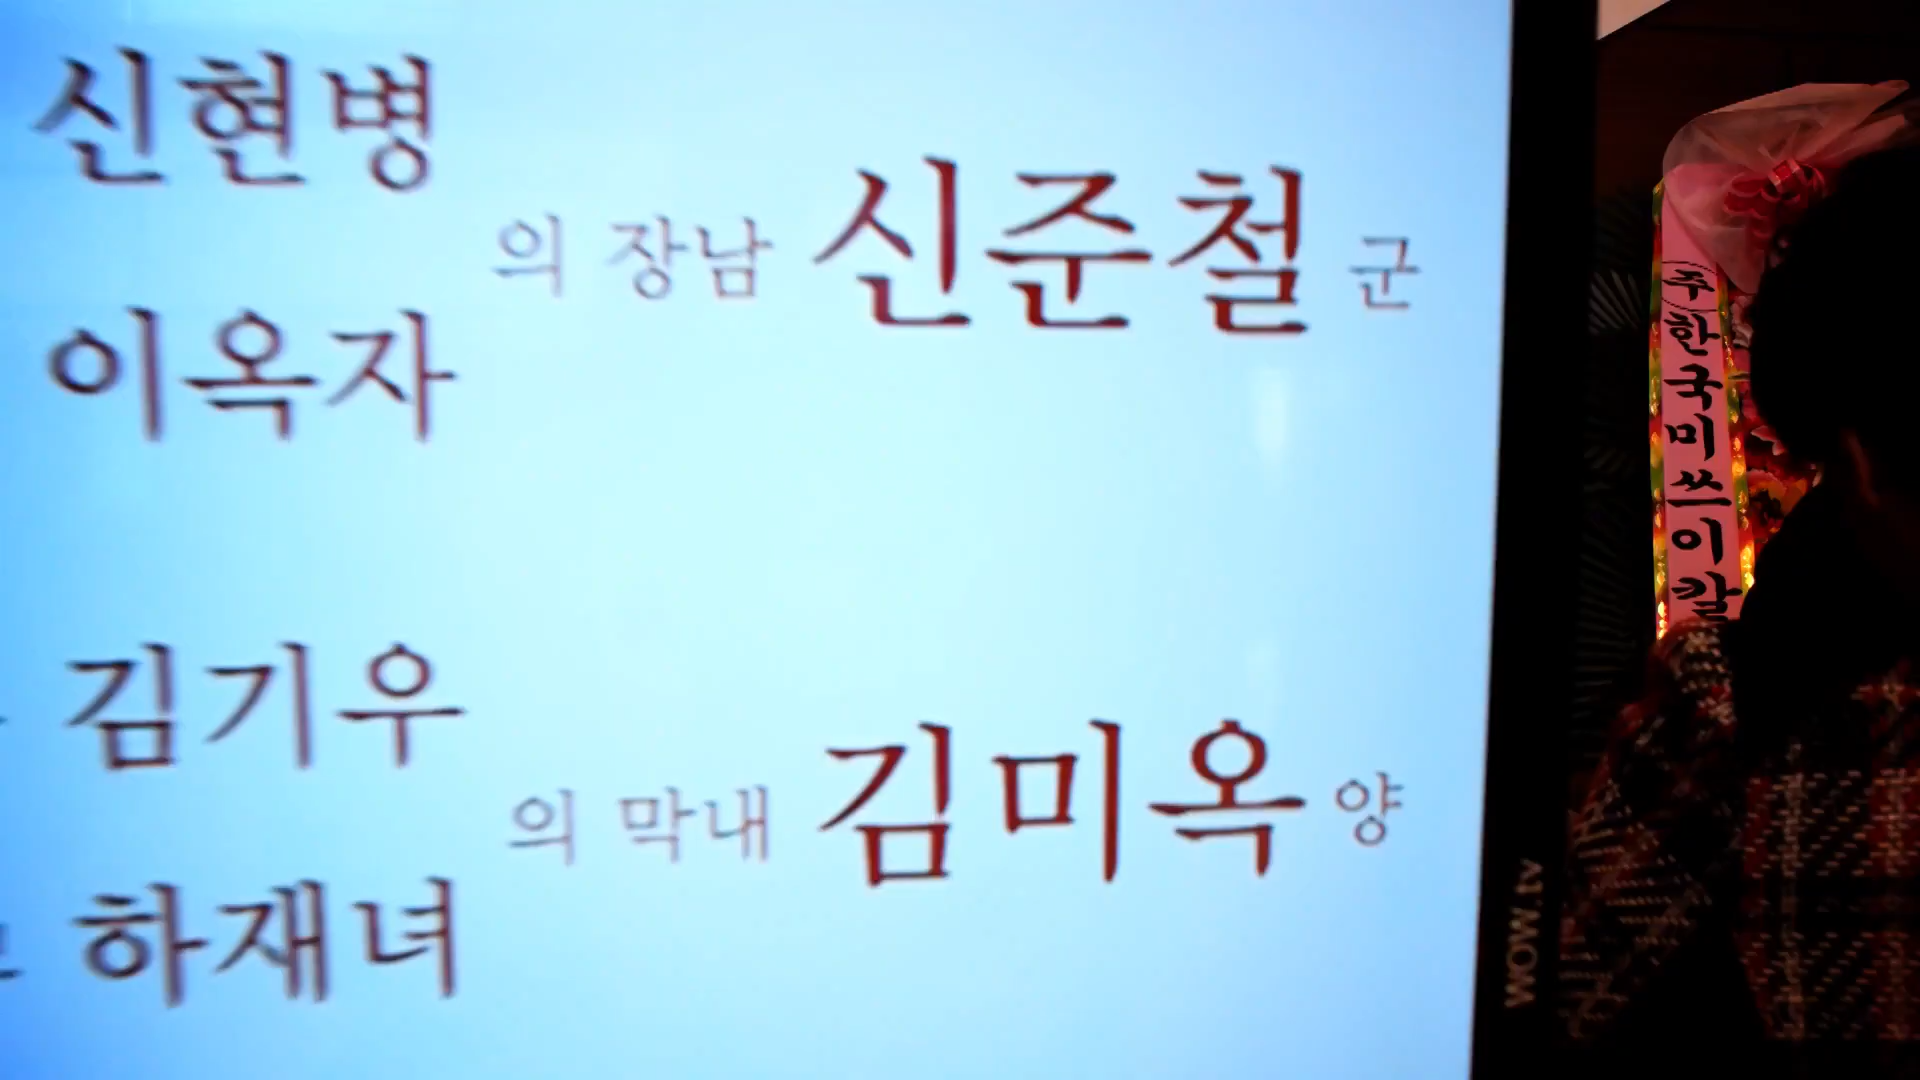 신현병
이옥자
의 장남 신준철 군
김기우
하재녀
의 막내 김미옥 양
WOW.tv
㈜한국미쓰이칼